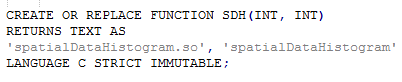 CREATE OR REPLACE FUNCTION SDH(INT, INT)
RETURNS TEXT AS
'spatialDataHistogram.so', 'spatialDataHistogram'
LANGUAGE C STRICT IMMUTABLE;